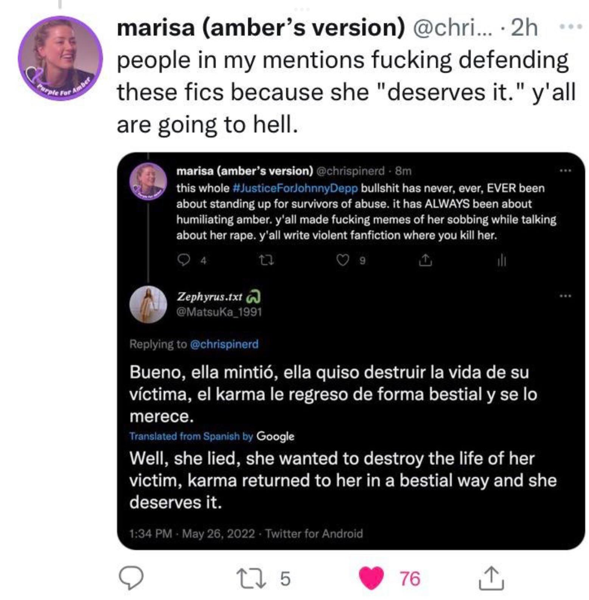 marisa (amber’s version) @chri... · 2h
people in my mentions fucking defending
these fics because she "deserves it." y'all
are going to hell.
Purple For Amber
marisa (amber's version) @chrispinerd · 8m
this whole #JusticeForJohnnyDepp bullshit has never, ever, EVER been
about standing up for survivors of abuse. it has ALWAYS been about
humiliating amber. y'all made fucking memes of her sobbing while talking
about her rape. y'all write violent fanfiction where you kill her.
4 9
Zephyrus.txt
@MatsuKa_1991
Replying to @chrispinerd
Bueno, ella mintió, ella quiso destruir la vida de su
víctima, el karma le regreso de forma bestial y se lo
merece.
Translated from Spanish by Google
Well, she lied, she wanted to destroy the life of her
victim, karma returned to her in a bestial way and she
deserves it.
1:34 PM · May 26, 2022 · Twitter for Android
5 76